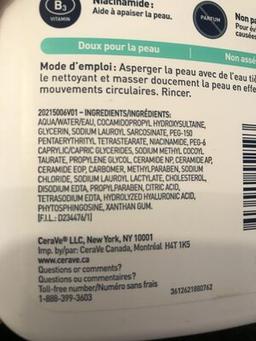 B3
VITAMIN
Niacinamide :
Aide à apaiser la peau.
PARFUM
Non
Pour
causées
Doux pour la peau
Non
Mode d'emploi: Asperger la peau avec de l'eau
le nettoyant et masser doucement la peau en
mouvements circulaires. Rincer.
20215006V01 - INGREDIENTS/INGRÉDIENTS:
AQUA/WATER/EAU, COCAMIDOPROPYL HYDROXYSULTAINE,
GLYCERIN, SODIUM LAUROYL SARCOSINATE, PEG-150
PENTAERYTHRITYL TETRASTEARATE, NIACINAMIDE, PEG-6
CAPRYLIC/CAPRIC GLYCERIDES, SODIUM METHYL COCOYL
TAURATE, PROPYLENE GLYCOL, CERAMIDE NP, CERAMIDE AP,
CERAMIDE EOP, CARBOMER, METHYLPARABEN, SODIUM
CHLORIDE, SODIUM LAUROYL LACTYLATE, CHOLESTEROL,
DISODIUM EDTA, PROPYLPARABEN, CITRIC ACID,
TETRASODIUM EDTA, HYDROLYZED HYALURONIC ACID,
PHYTOSPHINGOSINE, XANTHAN GUM.
[F.I.L.: D234476/1]
CeraVe® LLC, New York, NY 10001
Imp. by/par: CeraVe Canada, Montréal H4T 1K5
www.cerave.ca
Questions or comments?
Questions ou commentaires?
Toll-free number/Numéro sans frais
1-888-399-3603
3612621880762